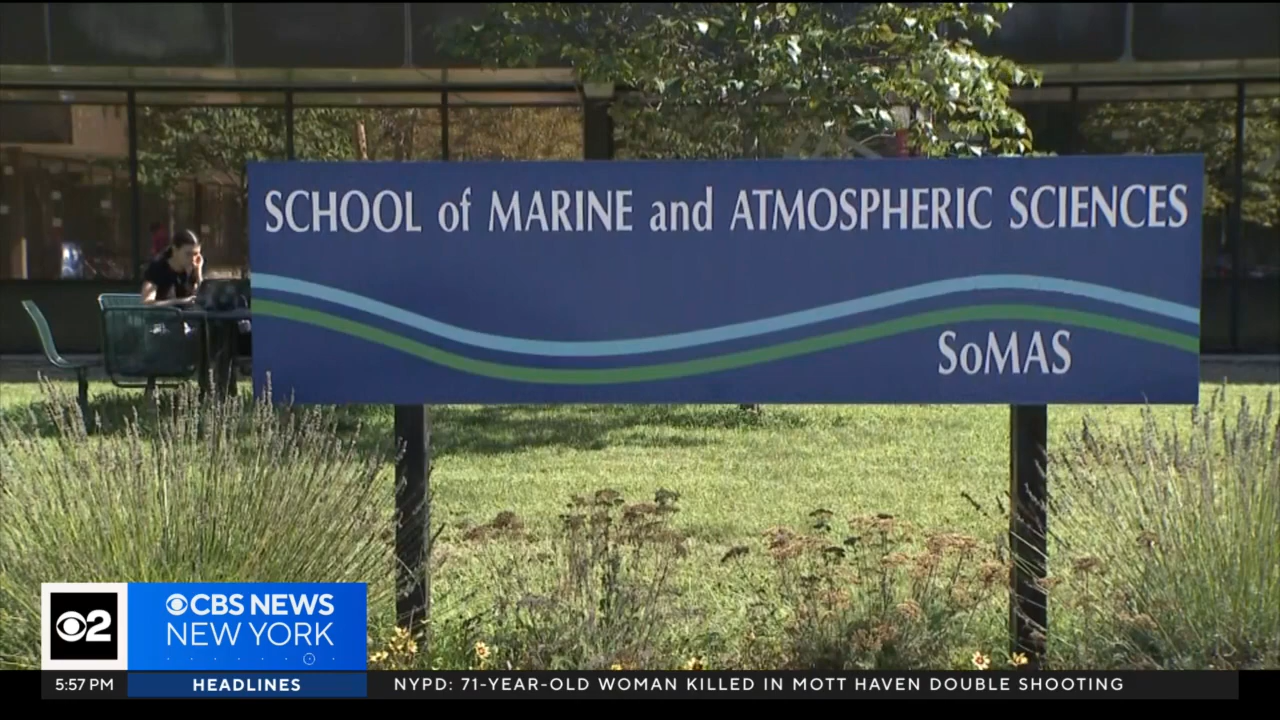 SCHOOL of MARINE and ATMOSPHERIC SCIENCES
SoMAS
2
CBS NEWS
NEW YORK
5:57 PM
HEADLINES
NYPD: 71-YEAR-OLD WOMAN KILLED IN MOTT HAVEN DOUBLE SHOOTING